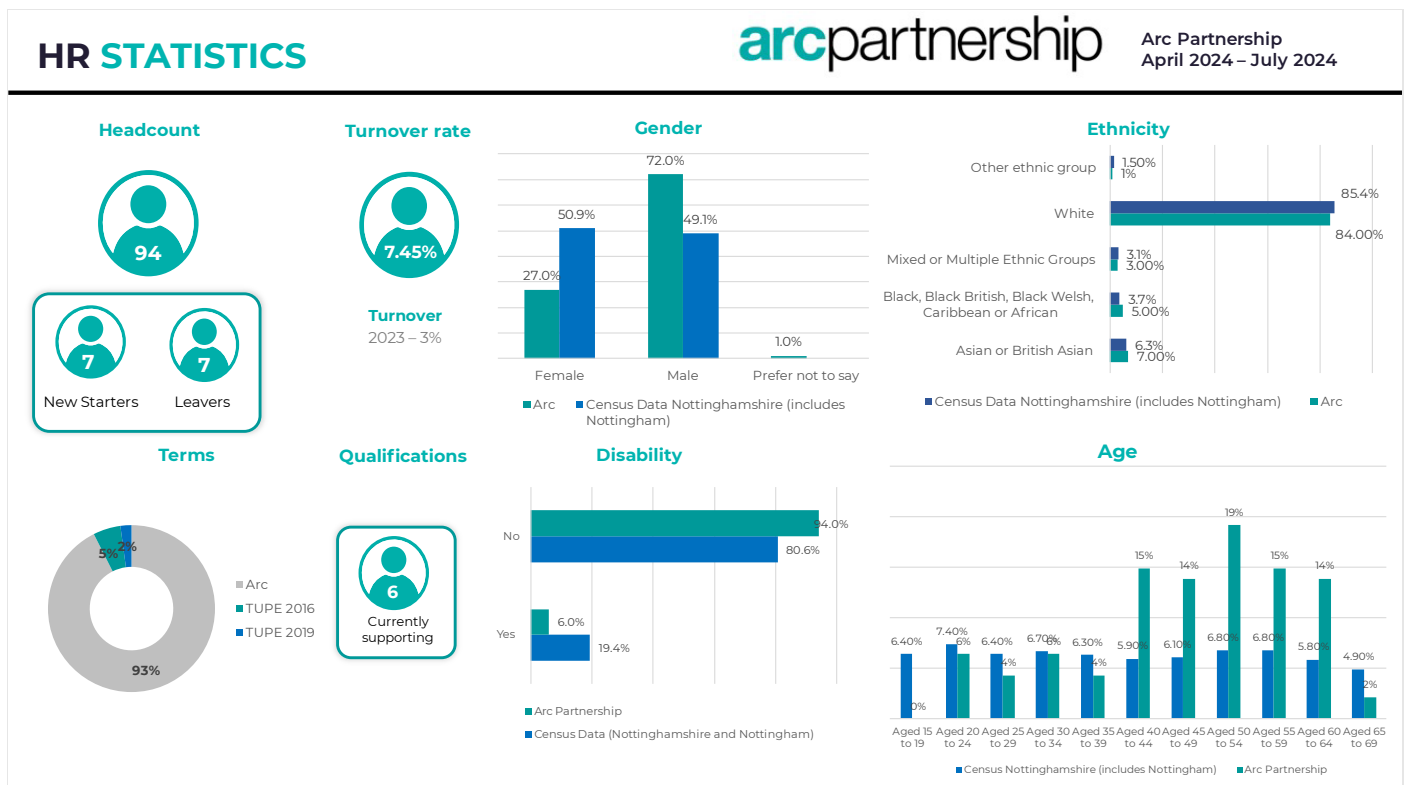 HR STATISTICS
arcpartnership
Arc Partnership
April 2024 – July 2024
Headcount
94
7
New Starters
7
Leavers
Turnover rate
7.45%
Turnover
2023 – 3%
Gender
72.0%
50.9%
49.1%
27.0%
1.0%
Female
Male
Prefer not to say
Arc
Census Data Nottinghamshire (includes
Nottingham)
Ethnicity
Other ethnic group
1.50%
1%
White
85.4%
84.00%
Mixed or Multiple Ethnic Groups
3.1%
3.00%
Black, Black British, Black Welsh,
Caribbean or African
3.7%
5.00%
Asian or British Asian
6.3%
7.00%
Census Data Nottinghamshire (includes Nottingham)
Arc
Terms
5%
2%
93%
Arc
TUPE 2016
TUPE 2019
Qualifications
6
Currently
supporting
Disability
No
94.0%
80.6%
Yes
6.0%
19.4%
Arc Partnership
Census Data (Nottinghamshire and Nottingham)
Age
6.40%
0%
7.40%
6%
6.40%
4%
6.70%
6%
6.30%
4%
5.90%
15%
6.10%
14%
6.80%
19%
6.80%
15%
5.80%
14%
4.90%
2%
Aged 15 Aged 20 Aged 25 Aged 30 Aged 35 Aged 40 Aged 45 Aged 50 Aged 55 Aged 60 Aged 65
to 19 to 24 to 29 to 34 to 39 to 44 to 49 to 54 to 59 to 64 to 69
Census Nottinghamshire (includes Nottingham)
Arc Partnership